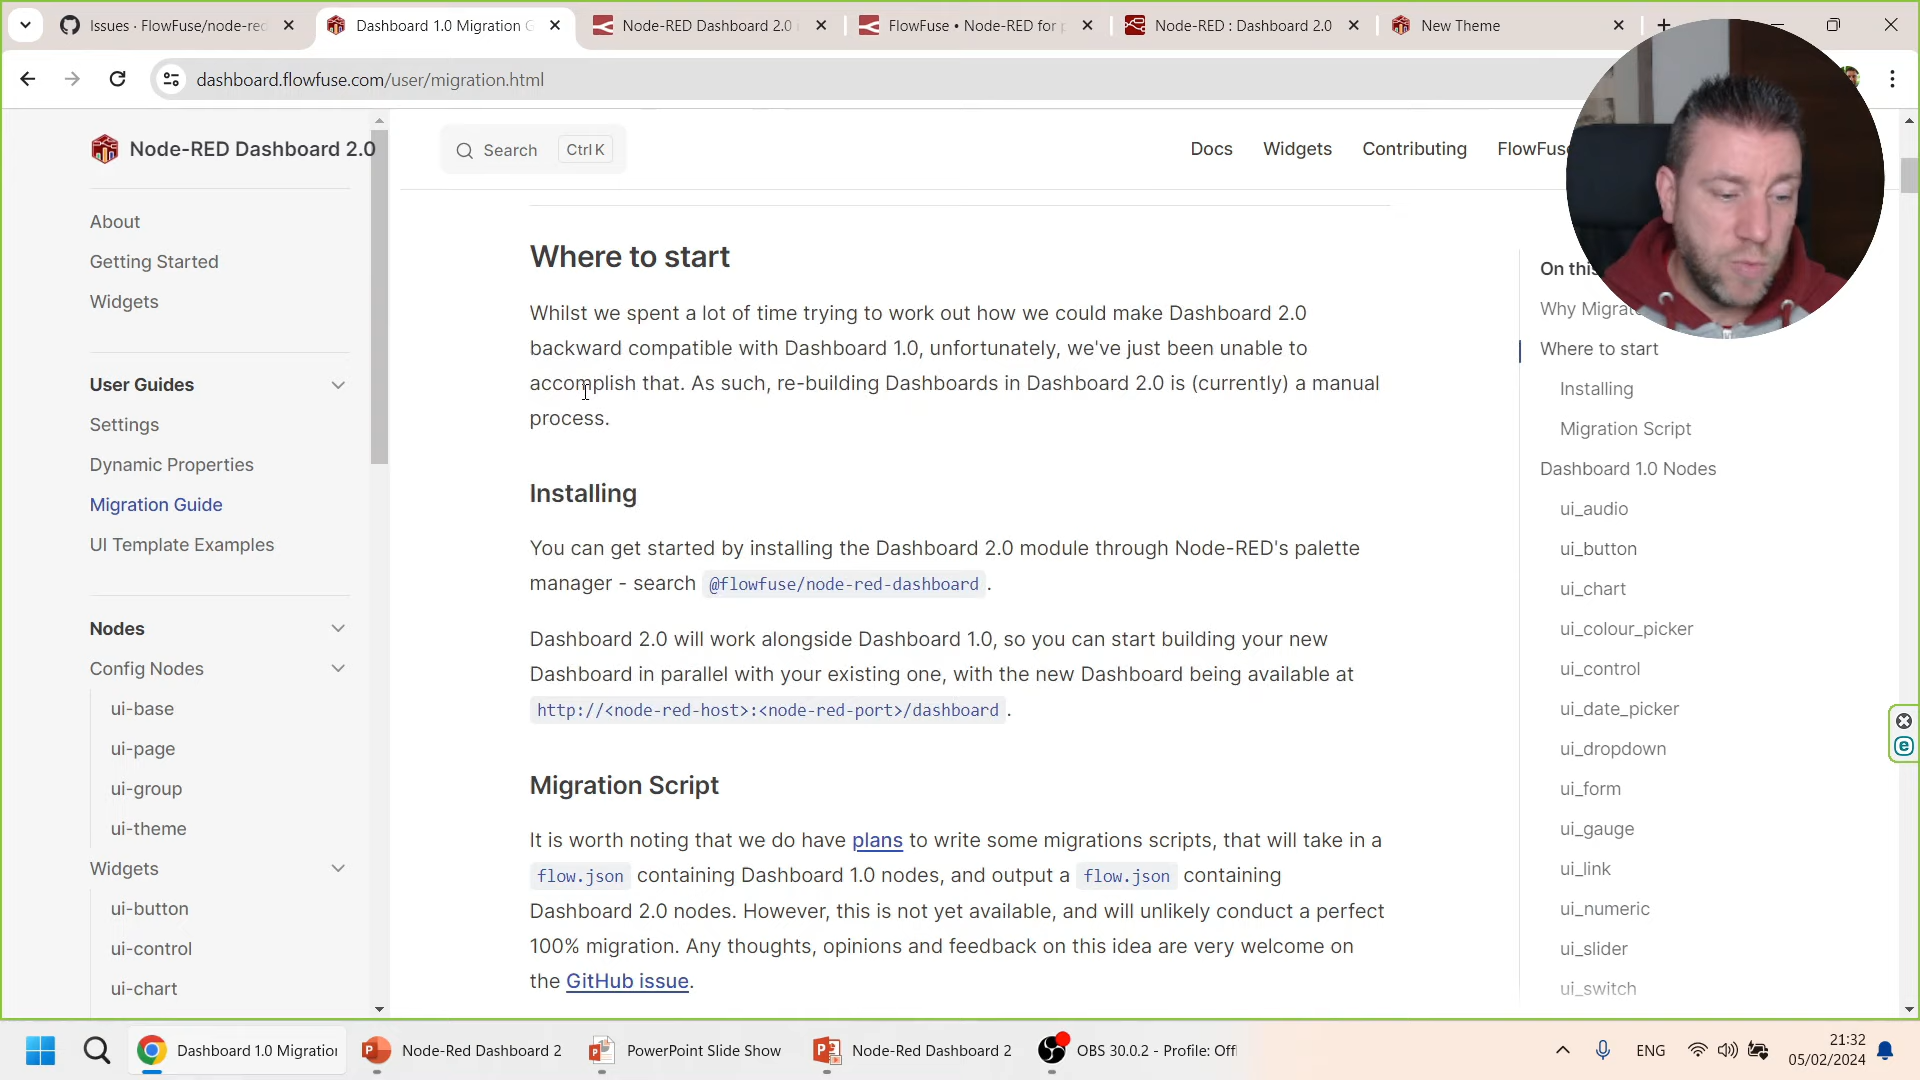 Issues · FlowFuse/node-red
Dashboard 1.0 Migration G
Node-RED Dashboard 2.0 i
FlowFuse • Node-RED for p
Node-RED : Dashboard 2.0
New Theme
dashboard.flowfuse.com/user/migration.html
Node-RED Dashboard 2.0
Search Ctrl K
Docs Widgets Contributing FlowFuse
About
Getting Started
Widgets
User Guides
Settings
Dynamic Properties
Migration Guide
UI Template Examples
Nodes
Config Nodes
ui-base
ui-page
ui-group
ui-theme
Widgets
ui-button
ui-control
ui-chart
Where to start
Whilst we spent a lot of time trying to work out how we could make Dashboard 2.0
backward compatible with Dashboard 1.0, unfortunately, we've just been unable to
accomplish that. As such, re-building Dashboards in Dashboard 2.0 is (currently) a manual
process.
Installing
You can get started by installing the Dashboard 2.0 module through Node-RED's palette
manager - search @flowfuse/node-red-dashboard .
Dashboard 2.0 will work alongside Dashboard 1.0, so you can start building your new
Dashboard in parallel with your existing one, with the new Dashboard being available at
http://<node-red-host>:<node-red-port>/dashboard .
Migration Script
It is worth noting that we do have plans to write some migrations scripts, that will take in a
flow.json containing Dashboard 1.0 nodes, and output a flow.json containing
Dashboard 2.0 nodes. However, this is not yet available, and will unlikely conduct a perfect
100% migration. Any thoughts, opinions and feedback on this idea are very welcome on
the GitHub issue.
On this
Why Migrat
Where to start
Installing
Migration Script
Dashboard 1.0 Nodes
ui_audio
ui_button
ui_chart
ui_colour_picker
ui_control
ui_date_picker
ui_dropdown
ui_form
ui_gauge
ui_link
ui_numeric
ui_slider
ui_switch
Dashboard 1.0 Migration
Node-Red Dashboard 2
PowerPoint Slide Show
Node-Red Dashboard 2
OBS 30.0.2 - Profile: Off
ENG
21:32
05/02/2024